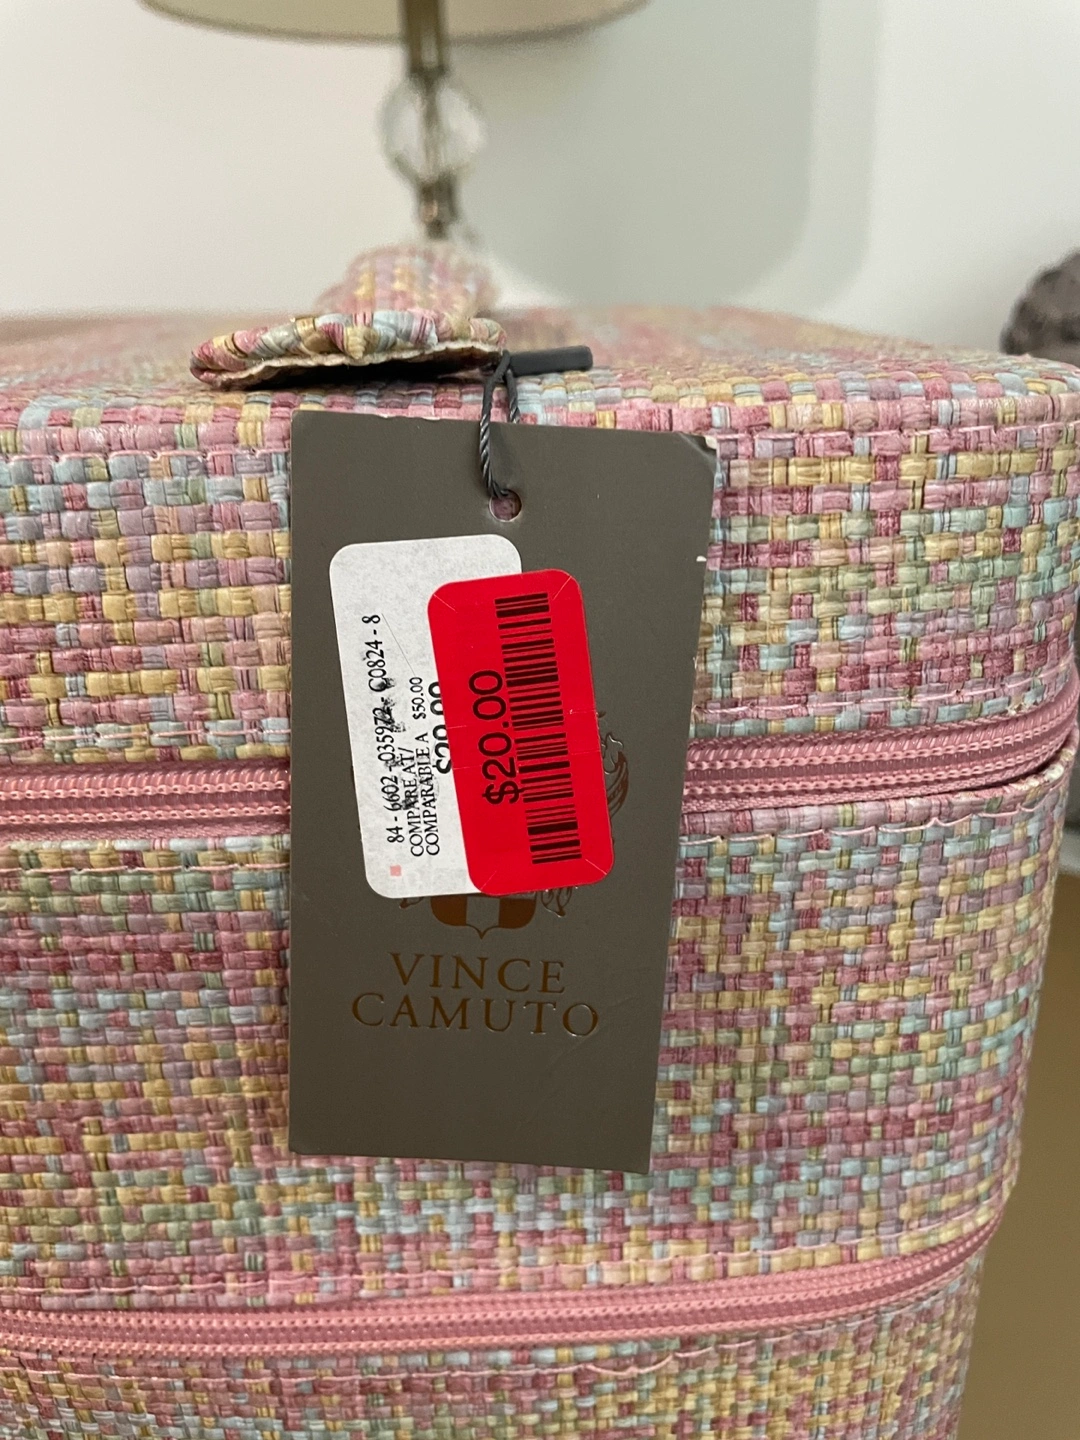 84 - 6602 - 035972 - C0824 - 8
COMPARE AT/
COMPARABLE A $50.00
$20.00
VINCE
CAMUTO